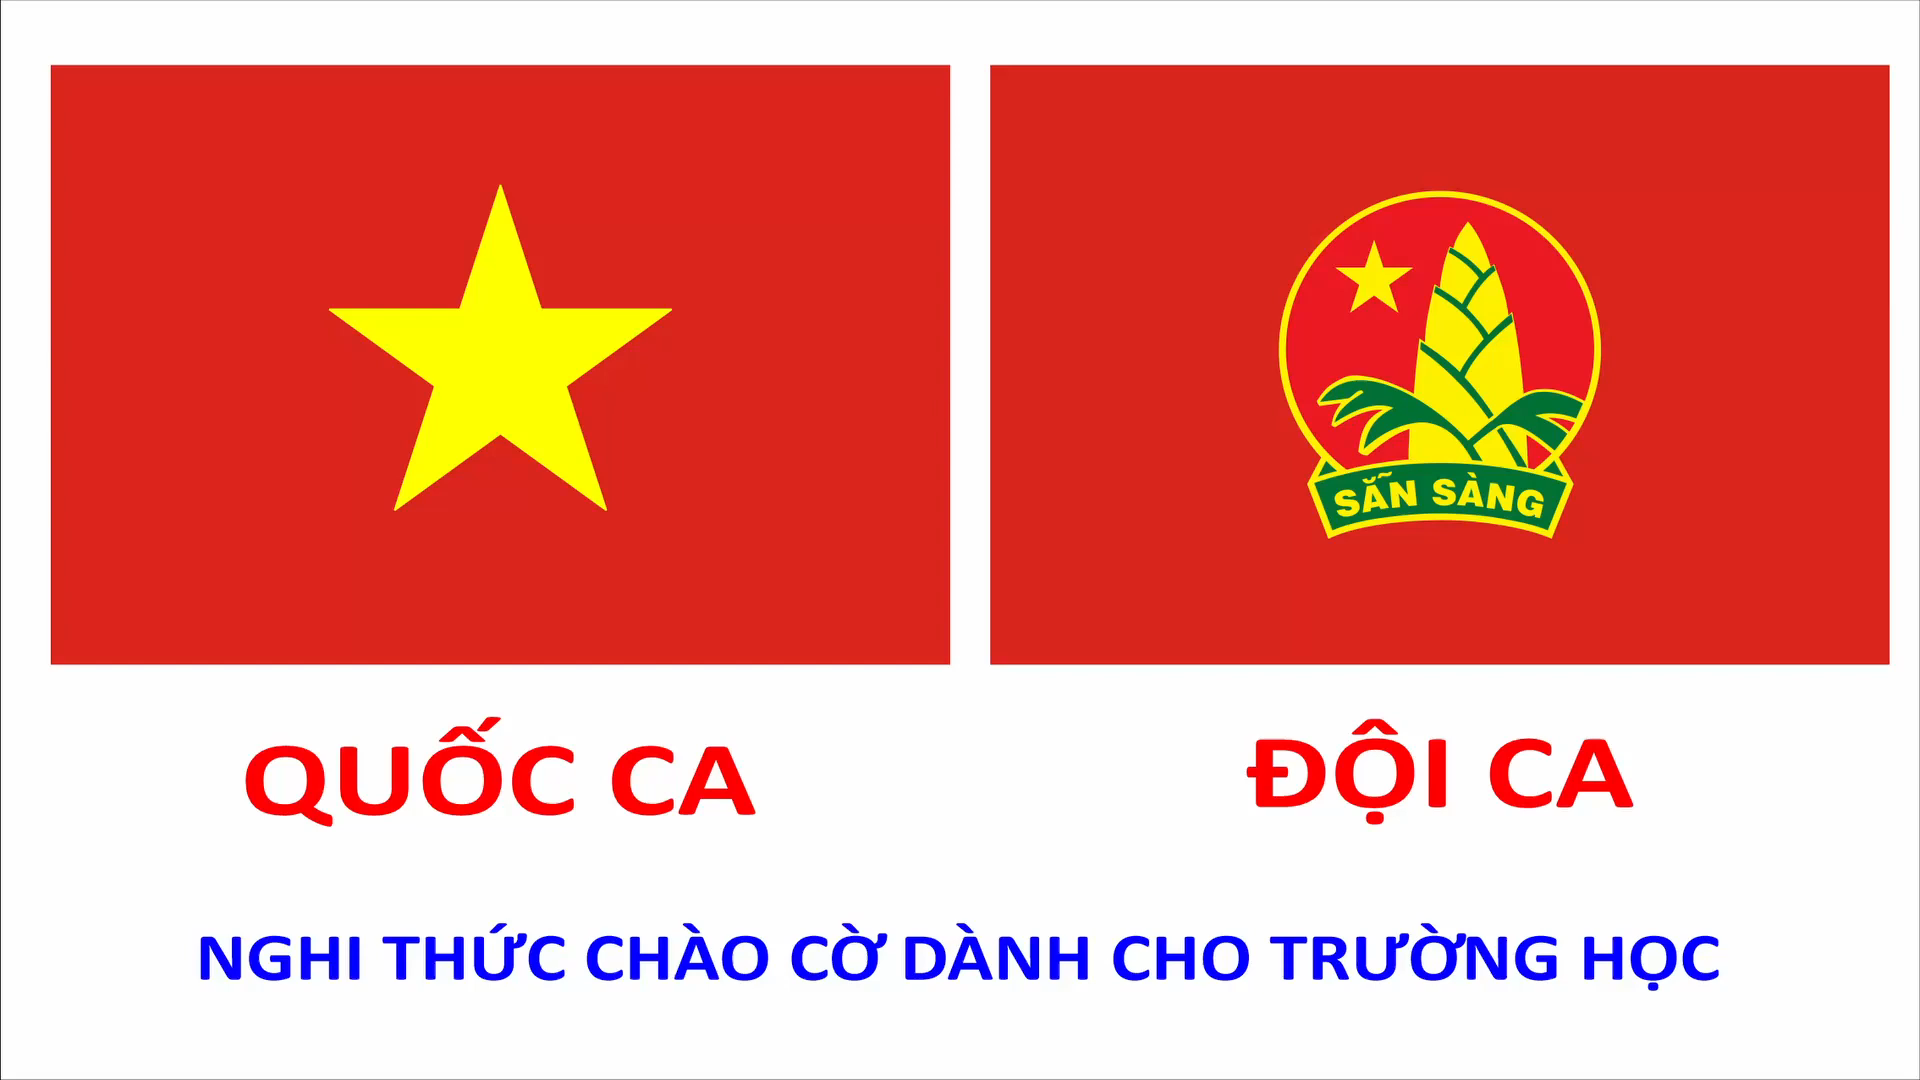 SẴN SÀNG
QUỐC CA
ĐỘI CA
NGHI THỨC CHÀO CỜ DÀNH CHO TRƯỜNG HỌC